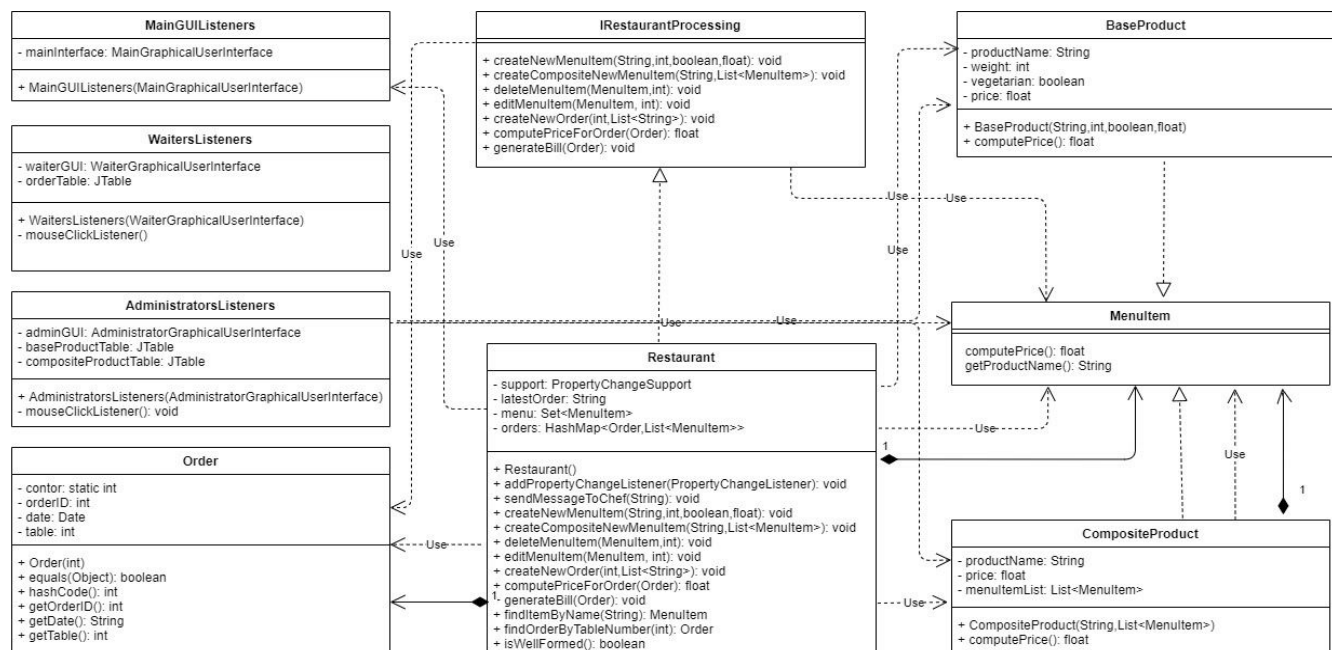 MainGUIListeners
- mainInterface: MainGraphicalUserInterface
+ MainGUIListeners(MainGraphicalUserInterface)
WaitersListeners
- waiterGUI: WaiterGraphicalUserInterface
- orderTable: JTable
+ WaitersListeners(WaiterGraphicalUserInterface)
- mouseClickListener()
AdministratorsListeners
- adminGUI: AdministratorGraphicalUserInterface
- baseProductTable: JTable
- compositeProductTable: JTable
+ AdministratorsListeners(AdministratorGraphicalUserInterface)
- mouseClickListener(): void
Order
- contor: static int
- orderID: int
- date: Date
- table: int
+ Order(int)
+ equals(Object): boolean
+ hashCode(): int
+ getOrderID(): int
+ getDate(): String
+ getTable(): int
IRestaurantProcessing
+ createNewMenuItem(String,int,boolean,float): void
+ createCompositeNewMenuItem(String,List<MenuItem>): void
+ deleteMenuItem(MenuItem,int): void
+ editMenuItem(MenuItem, int): void
+ createNewOrder(int,List<String>): void
+ computePriceForOrder(Order): float
+ generateBill(Order): void
Restaurant
- support: PropertyChangeSupport
- latestOrder: String
- menu: Set<MenuItem>
- orders: HashMap<Order,List<MenuItem>>
+ Restaurant()
+ addPropertyChangeListener(PropertyChangeListener): void
+ sendMessageToChef(String): void
+ createNewMenuItem(String,int,boolean,float): void
+ createCompositeNewMenuItem(String,List<MenuItem>): void
+ deleteMenuItem(MenuItem,int): void
+ editMenuItem(MenuItem, int): void
+ createNewOrder(int,List<String>): void
+ computePriceForOrder(Order): float
- generateBill(Order): void
+ findItemByName(String): MenuItem
+ findOrderByTableNumber(int): Order
+ isWellFormed(): boolean
BaseProduct
- productName: String
- weight: int
- vegetarian: boolean
- price: float
+ BaseProduct(String,int,boolean,float)
+ computePrice(): float
MenuItem
computePrice(): float
getProductName(): String
CompositeProduct
- productName: String
- price: float
- menuItemList: List<MenuItem>
+ CompositeProduct(String,List<MenuItem>)
+ computePrice(): float
Use
Use
Use
Use
Use
Use
Use
Use
Use
Use
Use
Use
1
1
1